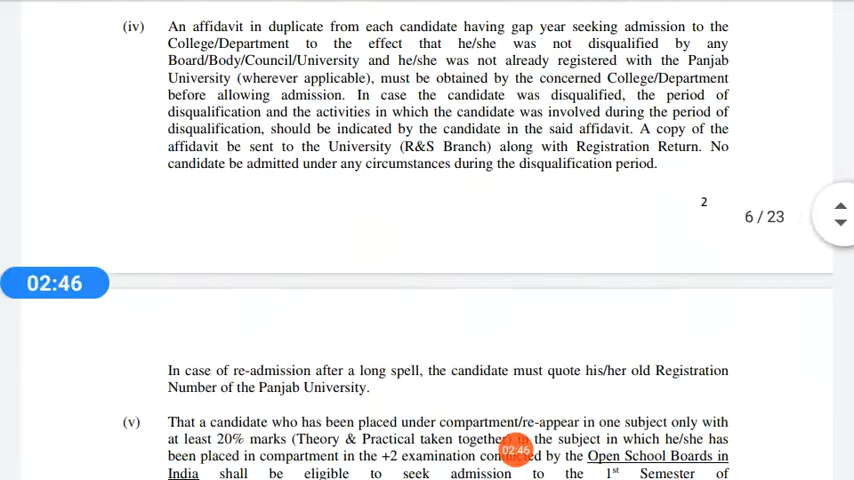 (iv) An affidavit in duplicate from each candidate having gap year seeking admission to the
College/Department to the effect that he/she was not disqualified by any
Board/Body/Council/University and he/she was not already registered with the Panjab
University (wherever applicable), must be obtained by the concerned College/Department
before allowing admission. In case the candidate was disqualified, the period of
disqualification and the activities in which the candidate was involved during the period of
disqualification, should be indicated by the candidate in the said affidavit. A copy of the
affidavit be sent to the University (R&S Branch) along with Registration Return. No
candidate be admitted under any circumstances during the disqualification period.
2
6 / 23
02:46
In case of re-admission after a long spell, the candidate must quote his/her old Registration
Number of the Panjab University.
(v) That a candidate who has been placed under compartment/re-appear in one subject only with
at least 20% marks (Theory & Practical taken together) the subject in which he/she has
been placed in compartment in the +2 examination by the Open School Boards in
02:46
India shall be eligible to seek admission to the 1st Semester of